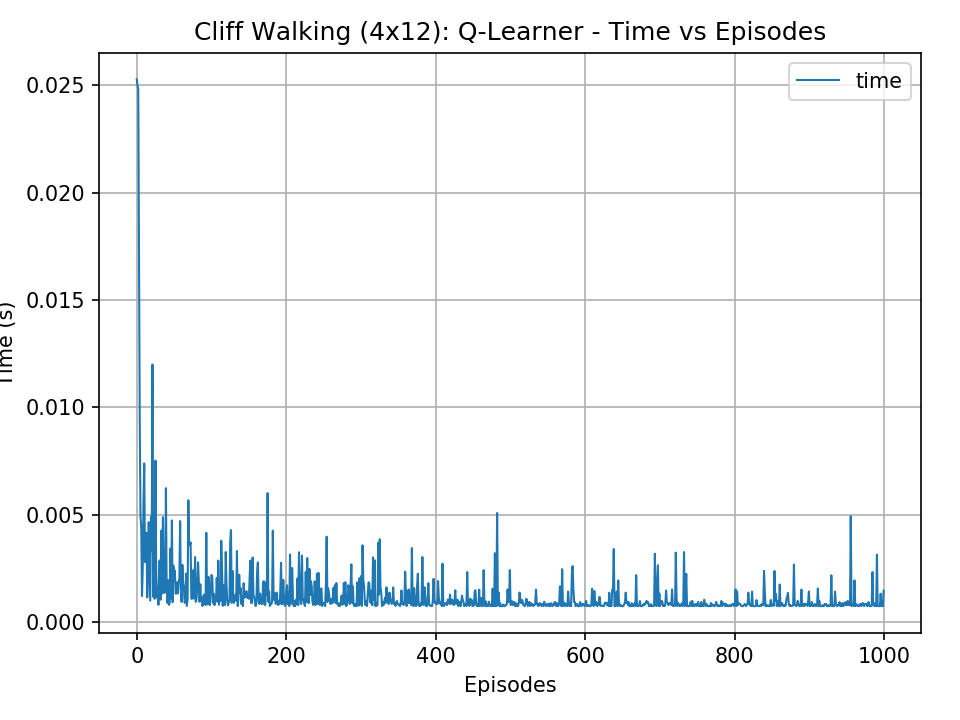 Cliff Walking (4x12): Q-Learner - Time vs Episodes
time
0.025
0.020
0.015
0.010
0.005
0.000
Time (s)
0 200 400 600 800 1000
Episodes